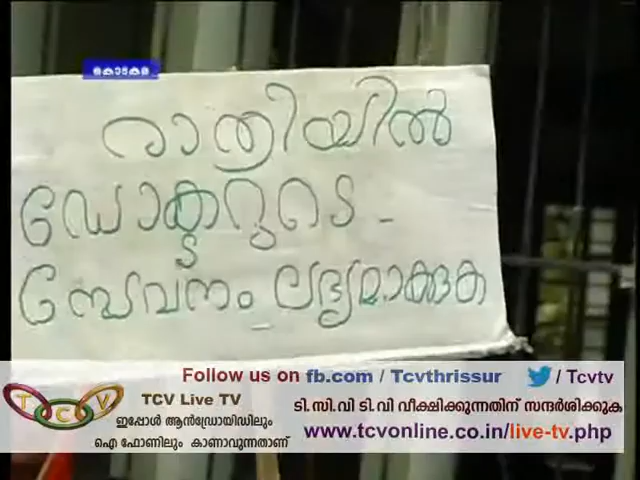 കൊടകര
രാത്രിയിൽ
ഡോക്ടറുടെ -
സേവനം ലഭ്യമാക്കുക
Follow us on fb.com / Tcvthrissur / Tcvtv
TCV
TCV Live TV
ഇപ്പോൾ ആൻഡ്രോയിഡിലും
ഐ ഫോണിലും കാണാവുന്നതാണ്
ടി.സി.വി ടി.വി വീക്ഷിക്കുന്നതിന് സന്ദർശിക്കുക
www.tcvonline.co.in/live-tv.php